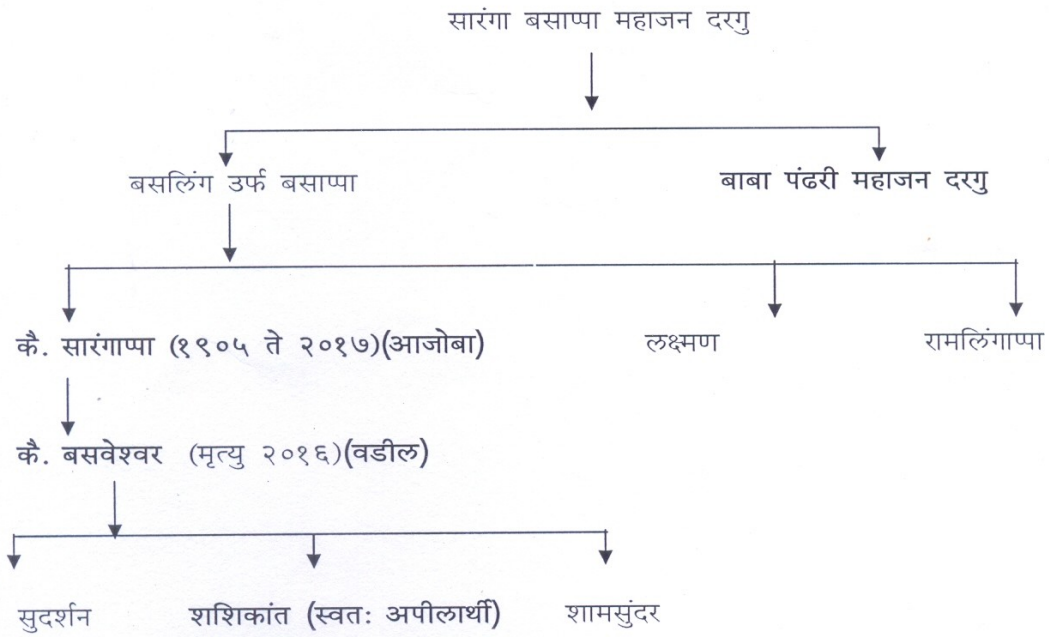 सारंगा बसाप्पा महाजन दरगु
बसलिंग उर्फ बसाप्पा बाबा पंढरी महाजन दरगु
कै. सारंगाप्पा (१९०५ ते २०१७)(आजोबा) लक्ष्मण रामलिंगाप्पा
कै. बसवेश्वर (मृत्यु २०१६)(वडील)
सुदर्शन शशिकांत (स्वतः अपीलार्थी) शामसुंदर